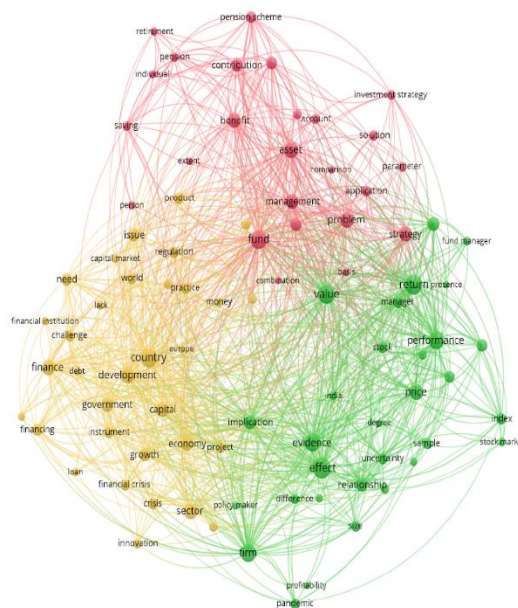 pension scheme
retirement
pension
contribution
individual
investment strategy
saving
benefit
account
solution
asset
extent
comparison
parameter
product
application
person
management
problem
issue
fund
strategy
regulation
fund manager
capital_market
need
world
combination
basis
return
presence
lack
practice
money
value
manager
financial institution
challenge
performance
europe
stock
country
debt
finance
development
india
price
government
capital
implication
degree
index
financing
instrument
sample
economy
project
evidence
stock mark
growth
uncertainty
loan
effect
financial crisis
relationship
crisis
policy maker
difference
sector
size
innovation
firm
profitability
pandemic